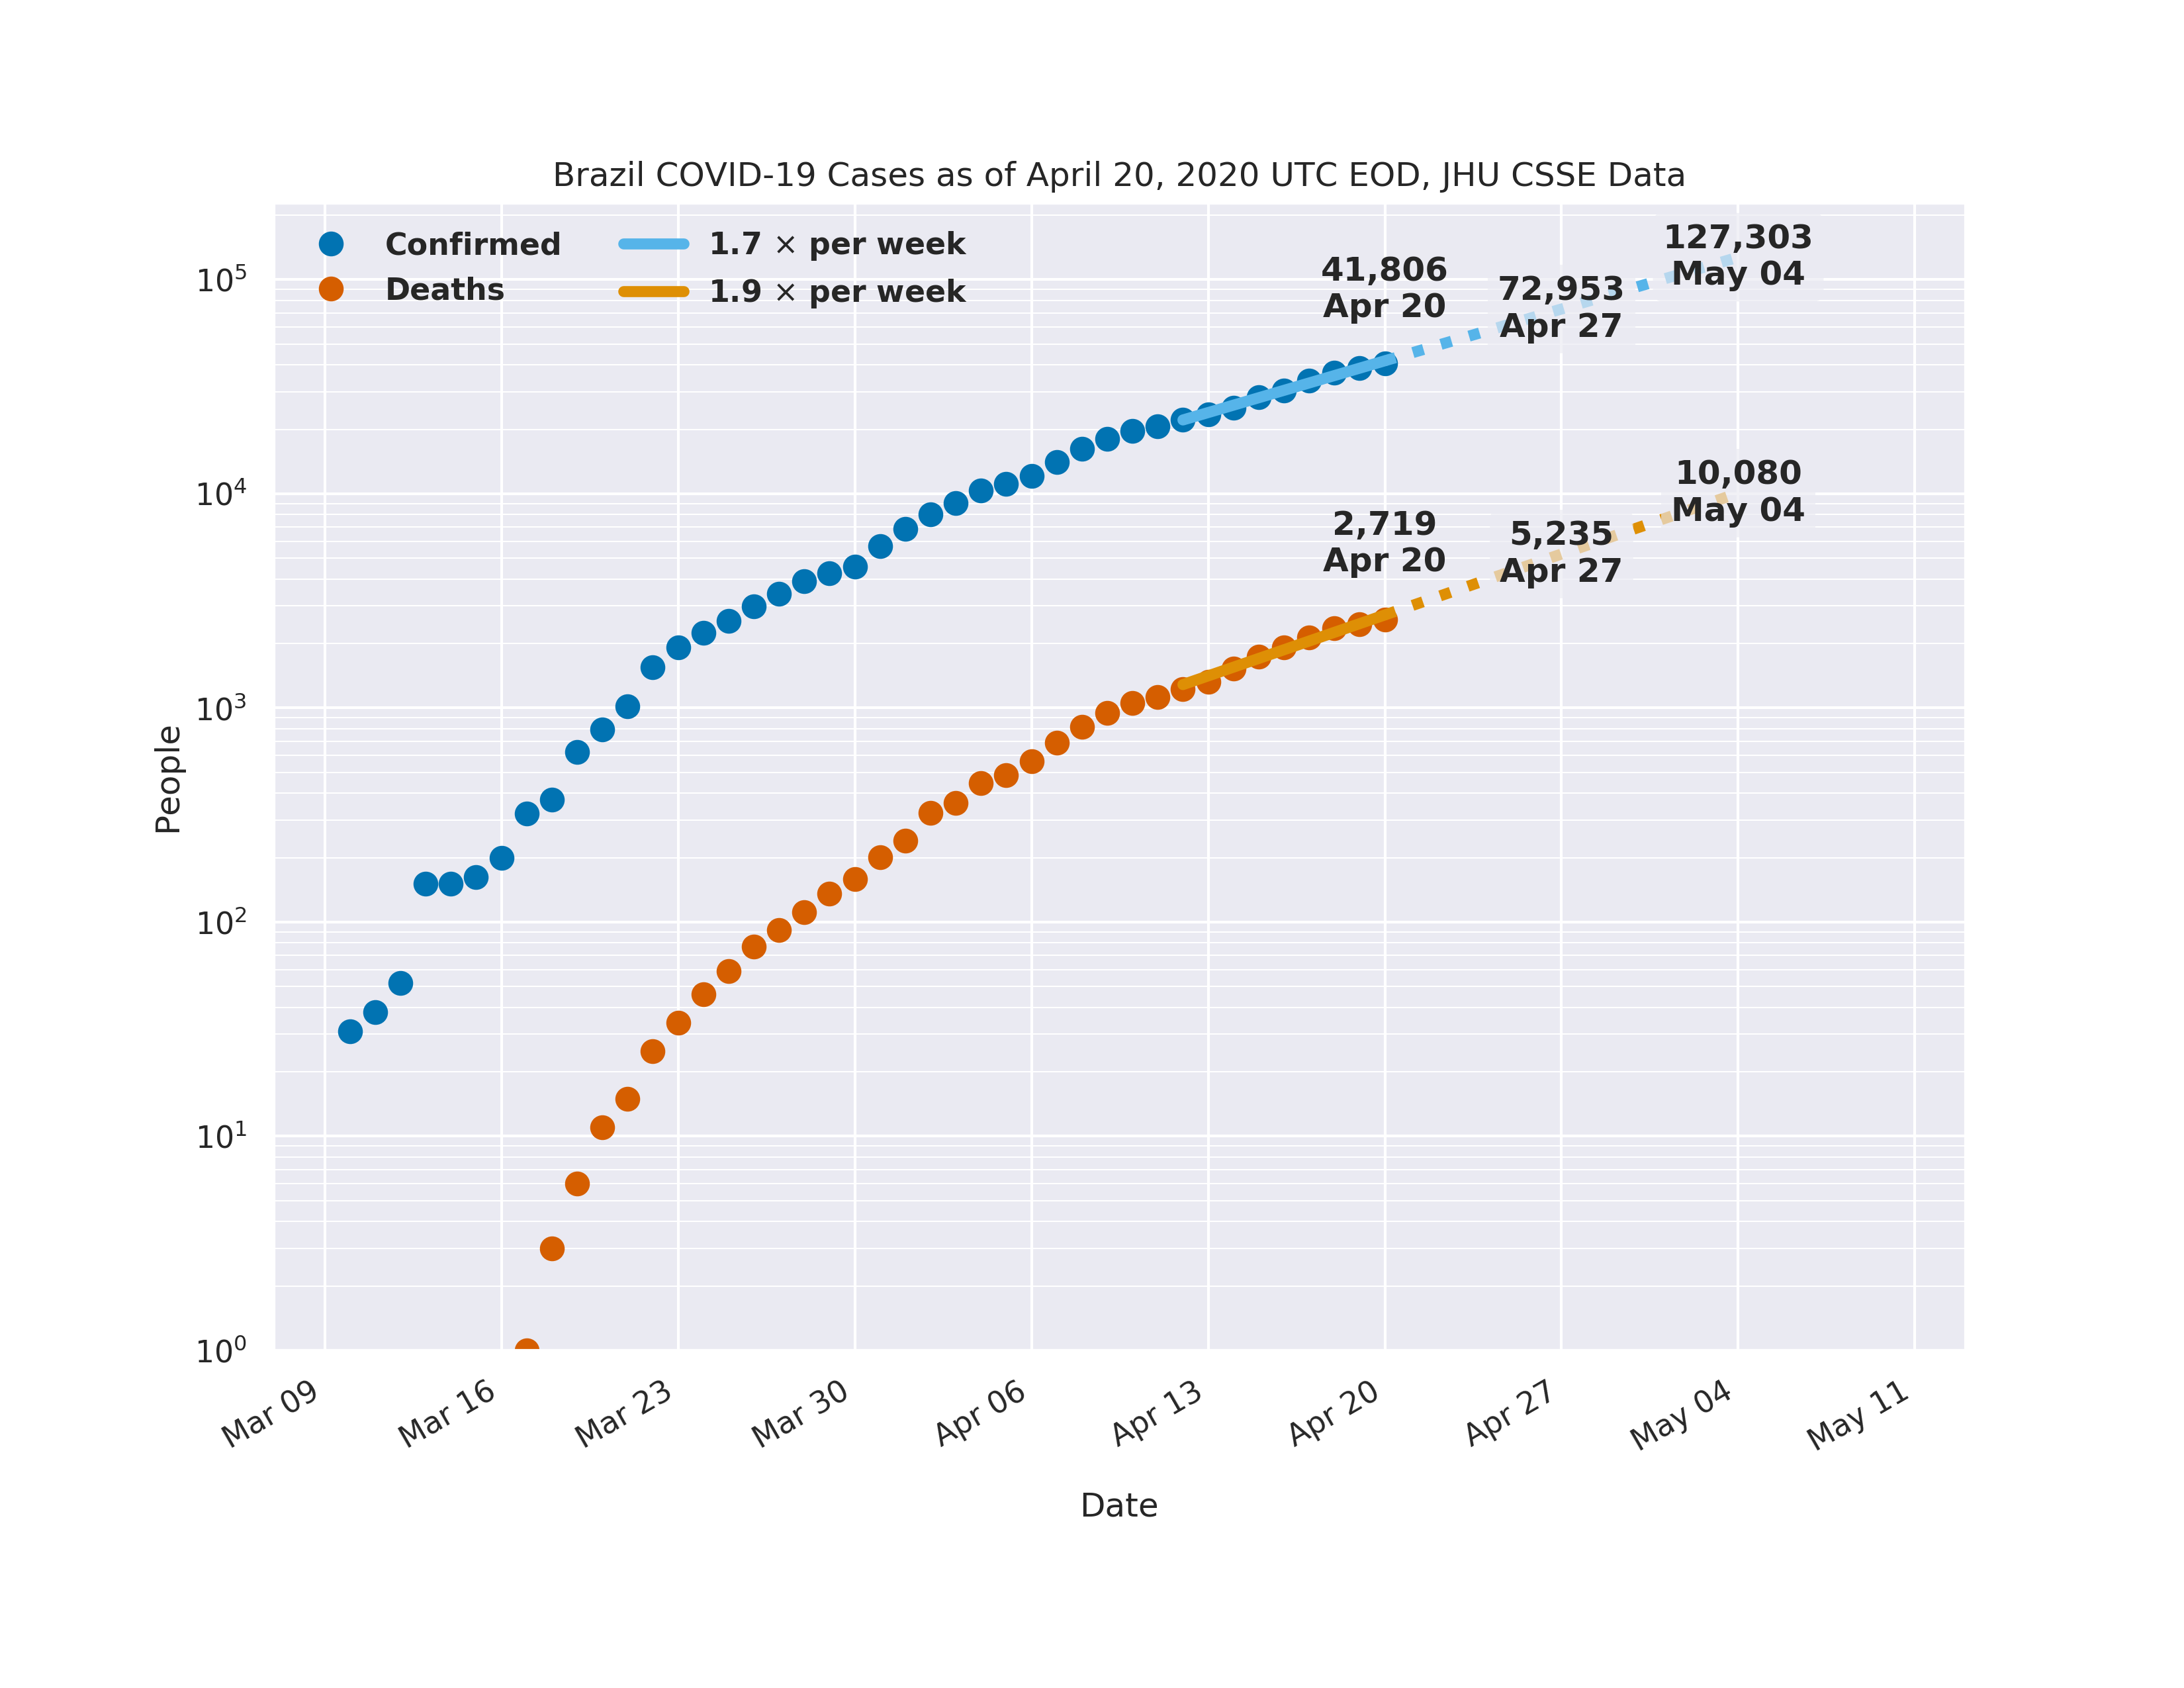 Brazil COVID-19 Cases as of April 20, 2020 UTC EOD, JHU CSSE Data
Confirmed
Deaths
1.7 × per week
1.9 × per week
41,806
Apr 20
72,953
Apr 27
127,303
May 04
2,719
Apr 20
5,235
Apr 27
10,080
May 04
People
10⁵
10⁴
10³
10²
10¹
10⁰
Mar 09
Mar 16
Mar 23
Mar 30
Apr 06
Apr 13
Apr 20
Apr 27
May 04
May 11
Date